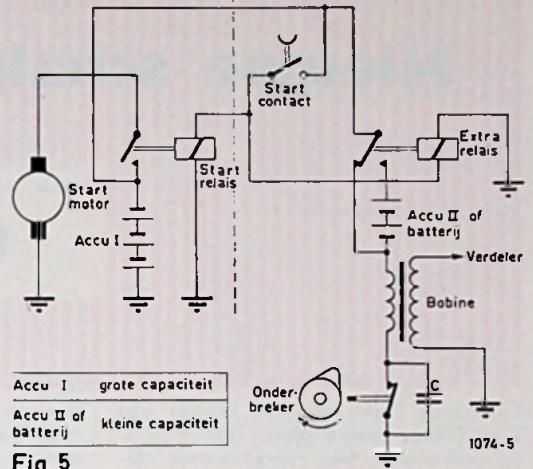 Start
contact
Start
motor
Start
relais
Extra
relais
Accu I
Accu II of
batterij
Verdeler
Bobine
Onder-
breker
C
Accu I grote capaciteit
Accu II of
batterij kleine capaciteit
1074-5
Fig 5